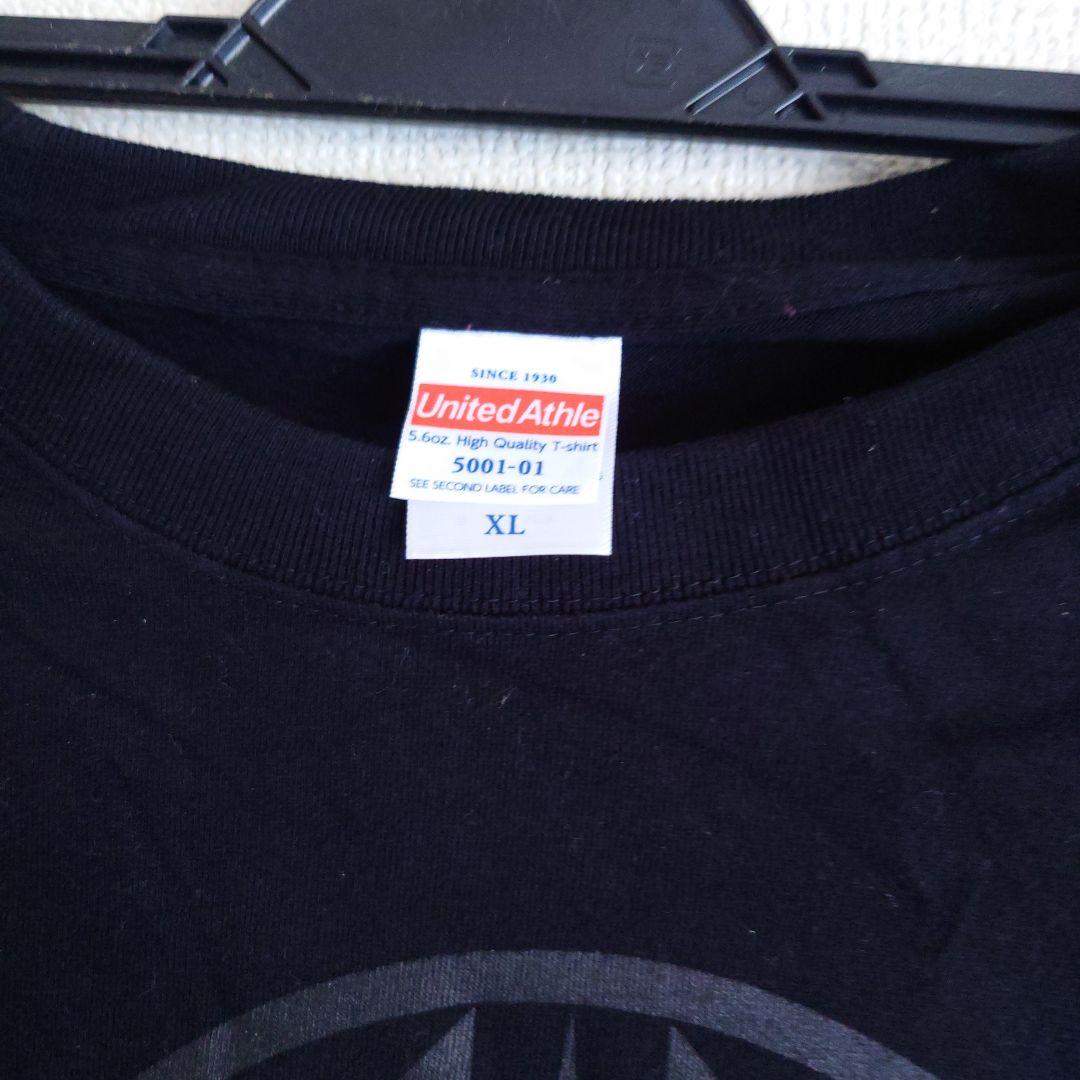 SINCE 1930
United Athle
5.6oz. High Quality T-shirt
5001-01
SEE SECOND LABEL FOR CARE
XL